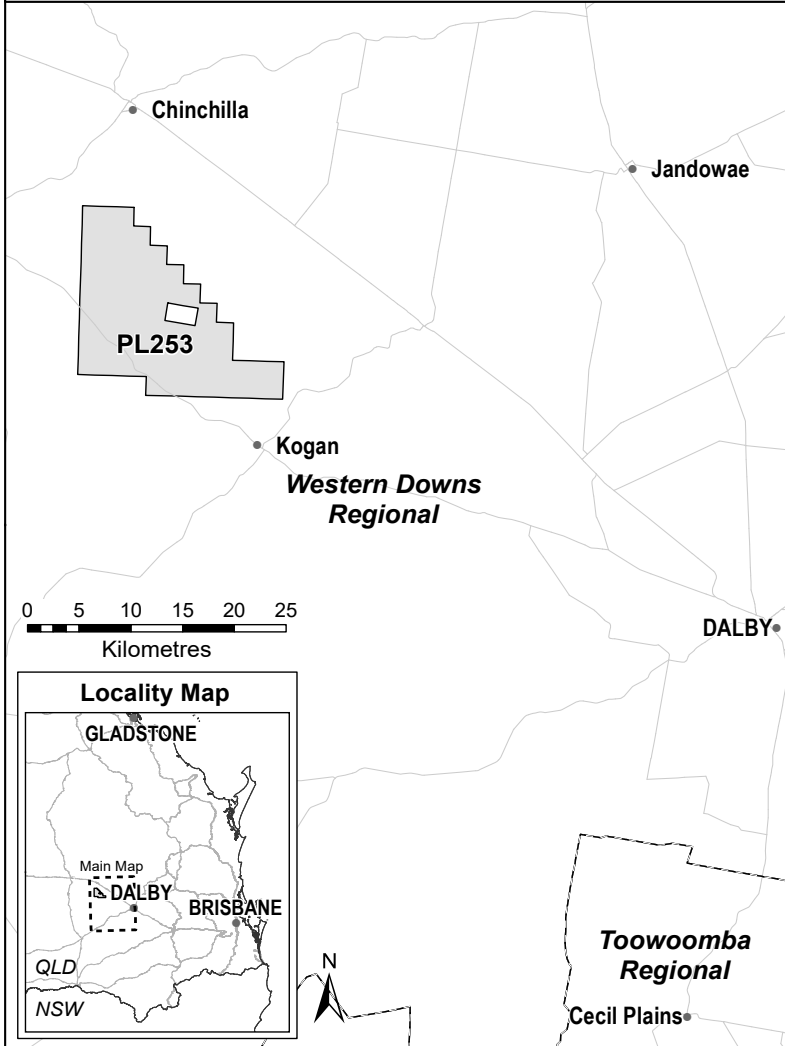 Chinchilla
Jandowae
PL253
Kogan
Western Downs
Regional
0 5 10 15 20 25
Kilometres
DALBY
Locality Map
GLADSTONE
Main Map
DALBY
BRISBANE
QLD
NSW
N
Toowoomba
Regional
Cecil Plains